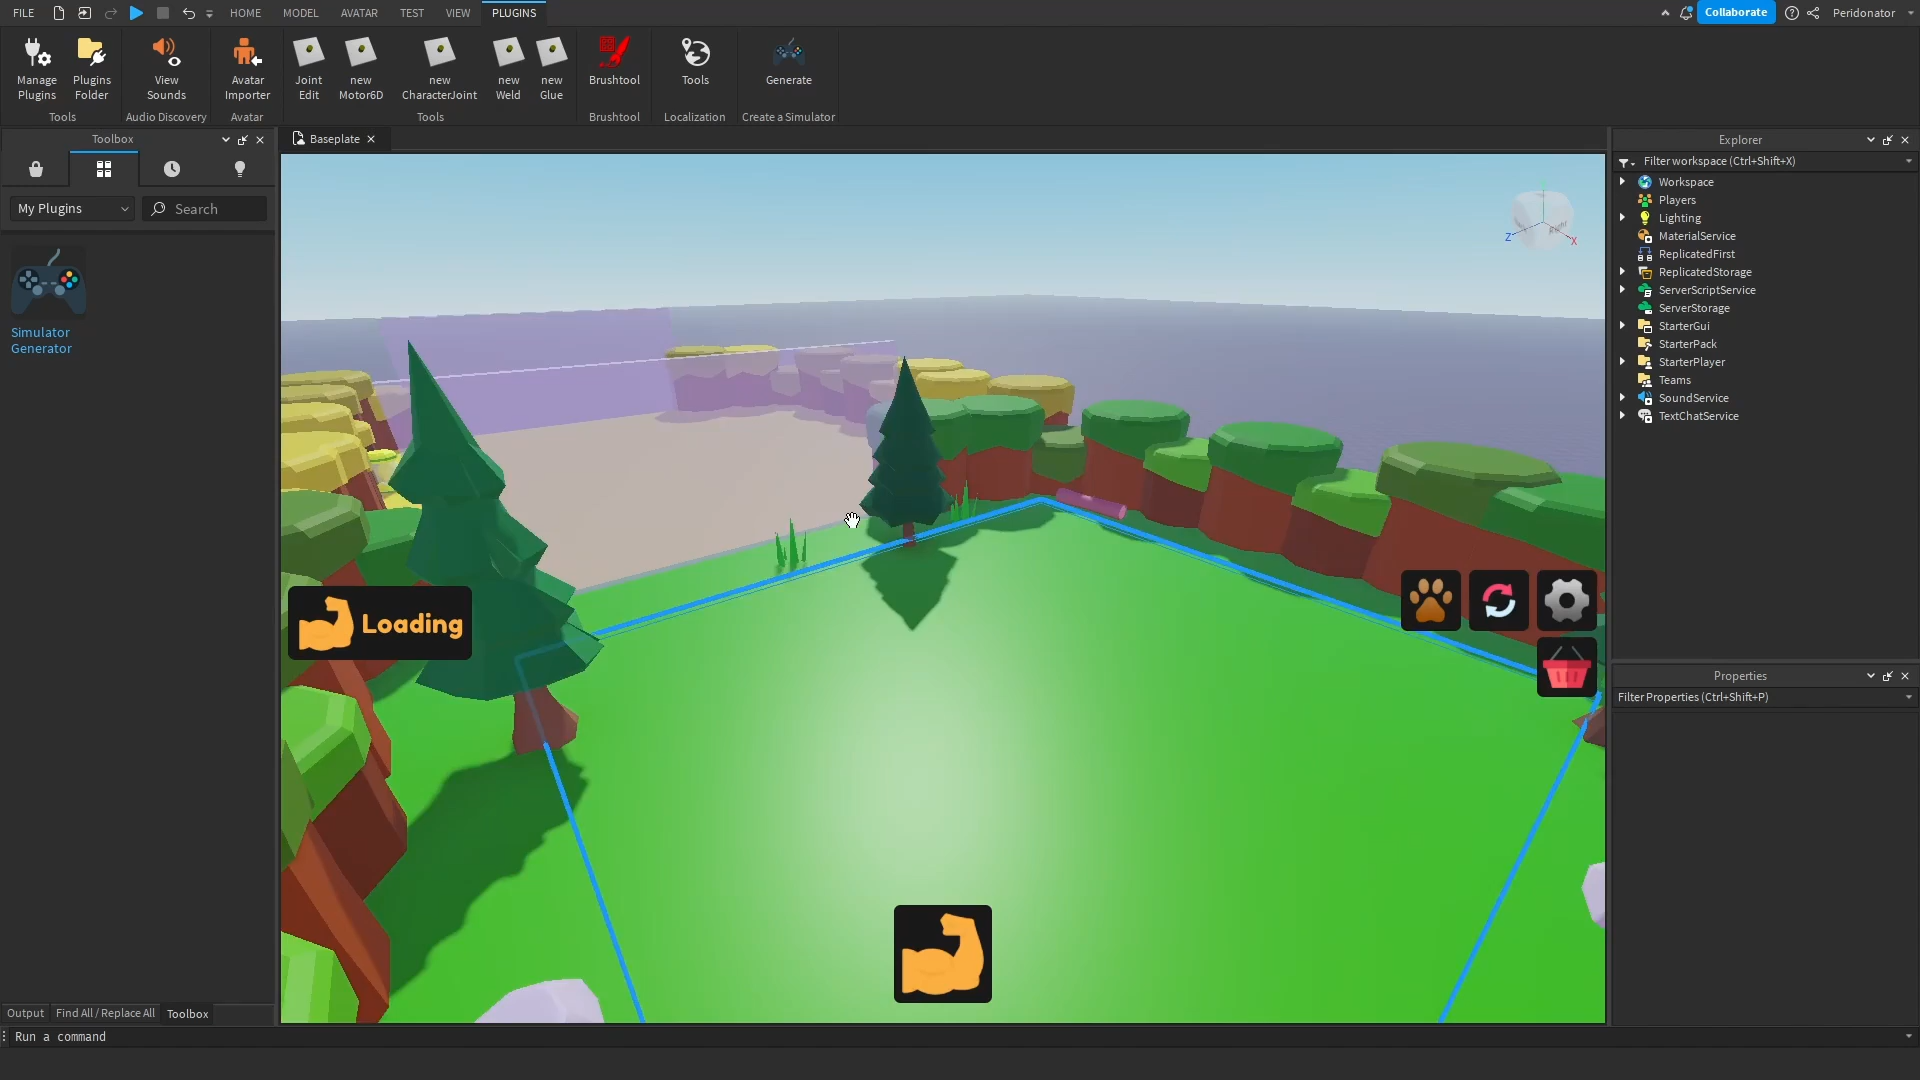 FILE HOME MODEL AVATAR TEST VIEW PLUGINS Collaborate Peridonator
Manage Plugins
Plugins Folder
View Sounds
Avatar Importer
Joint Edit
new Motor6D
new CharacterJoint
new Weld
new Glue
Brushtool
Tools
Generate
Tools Audio Discovery Avatar Tools Brushtool Localization Create a Simulator
Toolbox
My Plugins
Search
Simulator
Generator
Baseplate
Z
X
Loading
Explorer
Filter workspace (Ctrl+Shift+X)
Workspace
Players
Lighting
MaterialService
ReplicatedFirst
ReplicatedStorage
ServerScriptService
ServerStorage
StarterGui
StarterPack
StarterPlayer
Teams
SoundService
TextChatService
Properties
Filter Properties (Ctrl+Shift+P)
Output Find All / Replace All Toolbox
Run a command